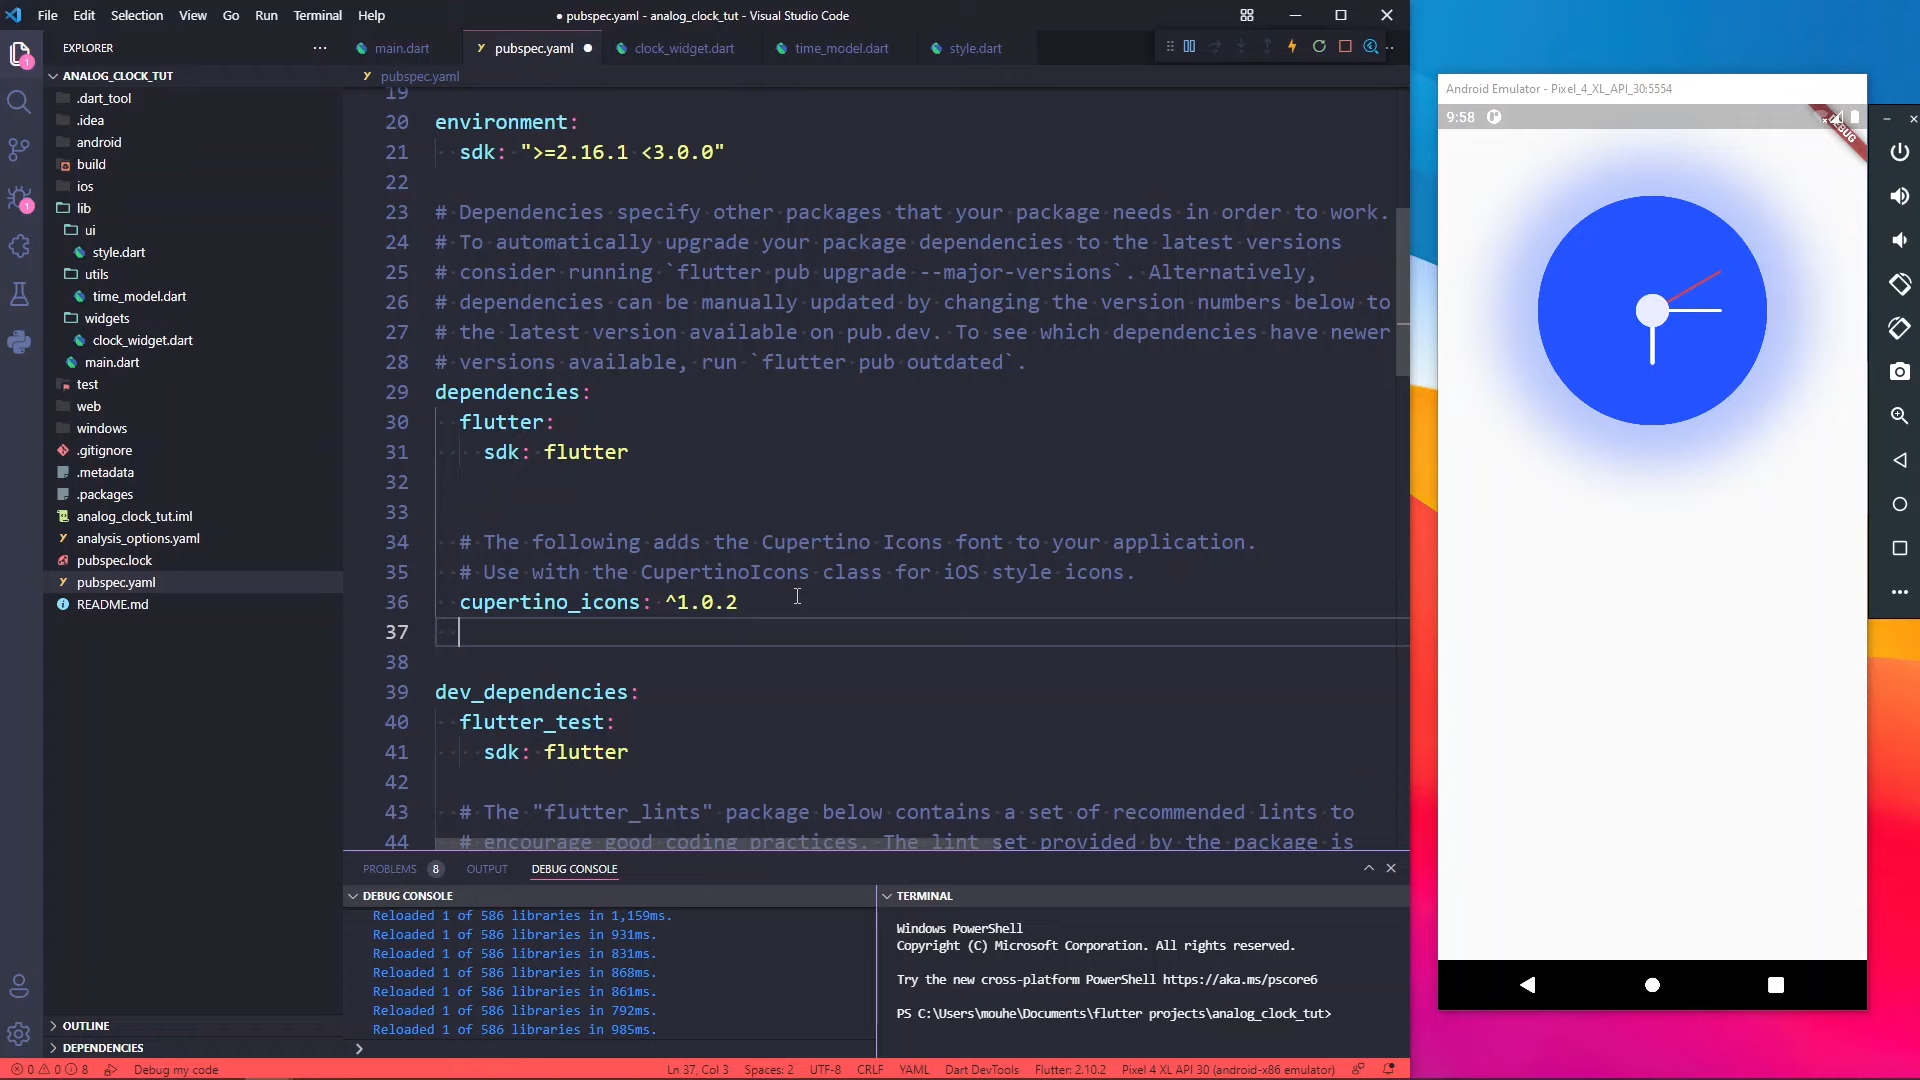 File Edit Selection View Go Run Terminal Help
● pubspec.yaml - analog_clock_tut - Visual Studio Code
EXPLORER
main.dart
pubspec.yaml
clock_widget.dart
time_model.dart
style.dart
ANALOG_CLOCK_TUT
.dart_tool
.idea
android
build
ios
lib
ui
style.dart
utils
time_model.dart
widgets
clock_widget.dart
main.dart
test
web
windows
.gitignore
.metadata
.packages
analog_clock_tut.iml
analysis_options.yaml
pubspec.lock
pubspec.yaml
README.md
OUTLINE
DEPENDENCIES
pubspec.yaml
19
20 environment:
21 sdk: ">=2.16.1 <3.0.0"
22
23 # Dependencies specify other packages that your package needs in order to work.
24 # To automatically upgrade your package dependencies to the latest versions
25 # consider running `flutter pub upgrade --major-versions`. Alternatively,
26 # dependencies can be manually updated by changing the version numbers below to
27 # the latest version available on pub.dev. To see which dependencies have newer
28 # versions available, run `flutter pub outdated`.
29 dependencies:
30 flutter:
31 sdk: flutter
32
33
34 # The following adds the Cupertino Icons font to your application.
35 # Use with the CupertinoIcons class for iOS style icons.
36 cupertino_icons: ^1.0.2
37
38
39 dev_dependencies:
40 flutter_test:
41 sdk: flutter
42
43 # The "flutter_lints" package below contains a set of recommended lints to
44 # encourage good coding practices. The lint set provided by the package is
PROBLEMS 8 OUTPUT DEBUG CONSOLE
DEBUG CONSOLE
Reloaded 1 of 586 libraries in 1,159ms.
Reloaded 1 of 586 libraries in 931ms.
Reloaded 1 of 586 libraries in 831ms.
Reloaded 1 of 586 libraries in 868ms.
Reloaded 1 of 586 libraries in 861ms.
Reloaded 1 of 586 libraries in 792ms.
Reloaded 1 of 586 libraries in 985ms.
TERMINAL
Windows PowerShell
Copyright (C) Microsoft Corporation. All rights reserved.
Try the new cross-platform PowerShell https://aka.ms/pscore6
PS C:\Users\mouhe\Documents\flutter projects\analog_clock_tut>
0 0 8 Debug my code Ln 37, Col 3 Spaces: 2 UTF-8 CRLF YAML Dart DevTools Flutter: 2.10.2 Pixel 4 XL API 30 (android-x86 emulator)
Android Emulator - Pixel_4_XL_API_30:5554
9:58
DEBUG